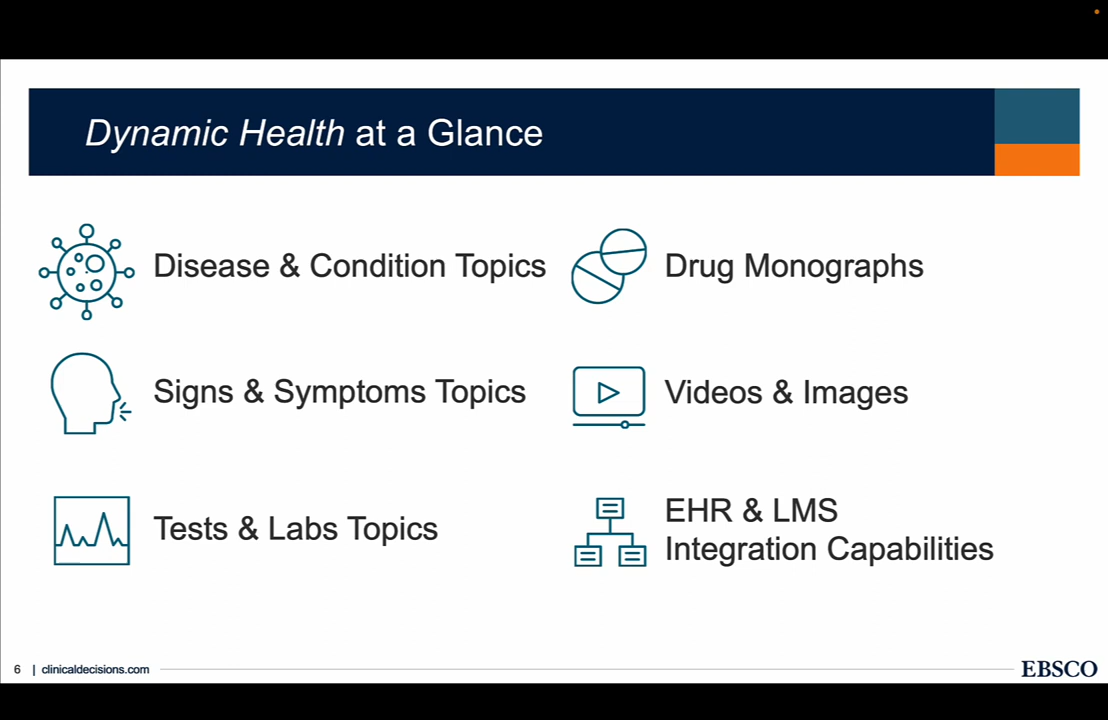 Dynamic Health at a Glance
Disease & Condition Topics
Drug Monographs
Signs & Symptoms Topics
Videos & Images
Tests & Labs Topics
EHR & LMS
Integration Capabilities
6 | clinicaldecisions.com
EBSCO